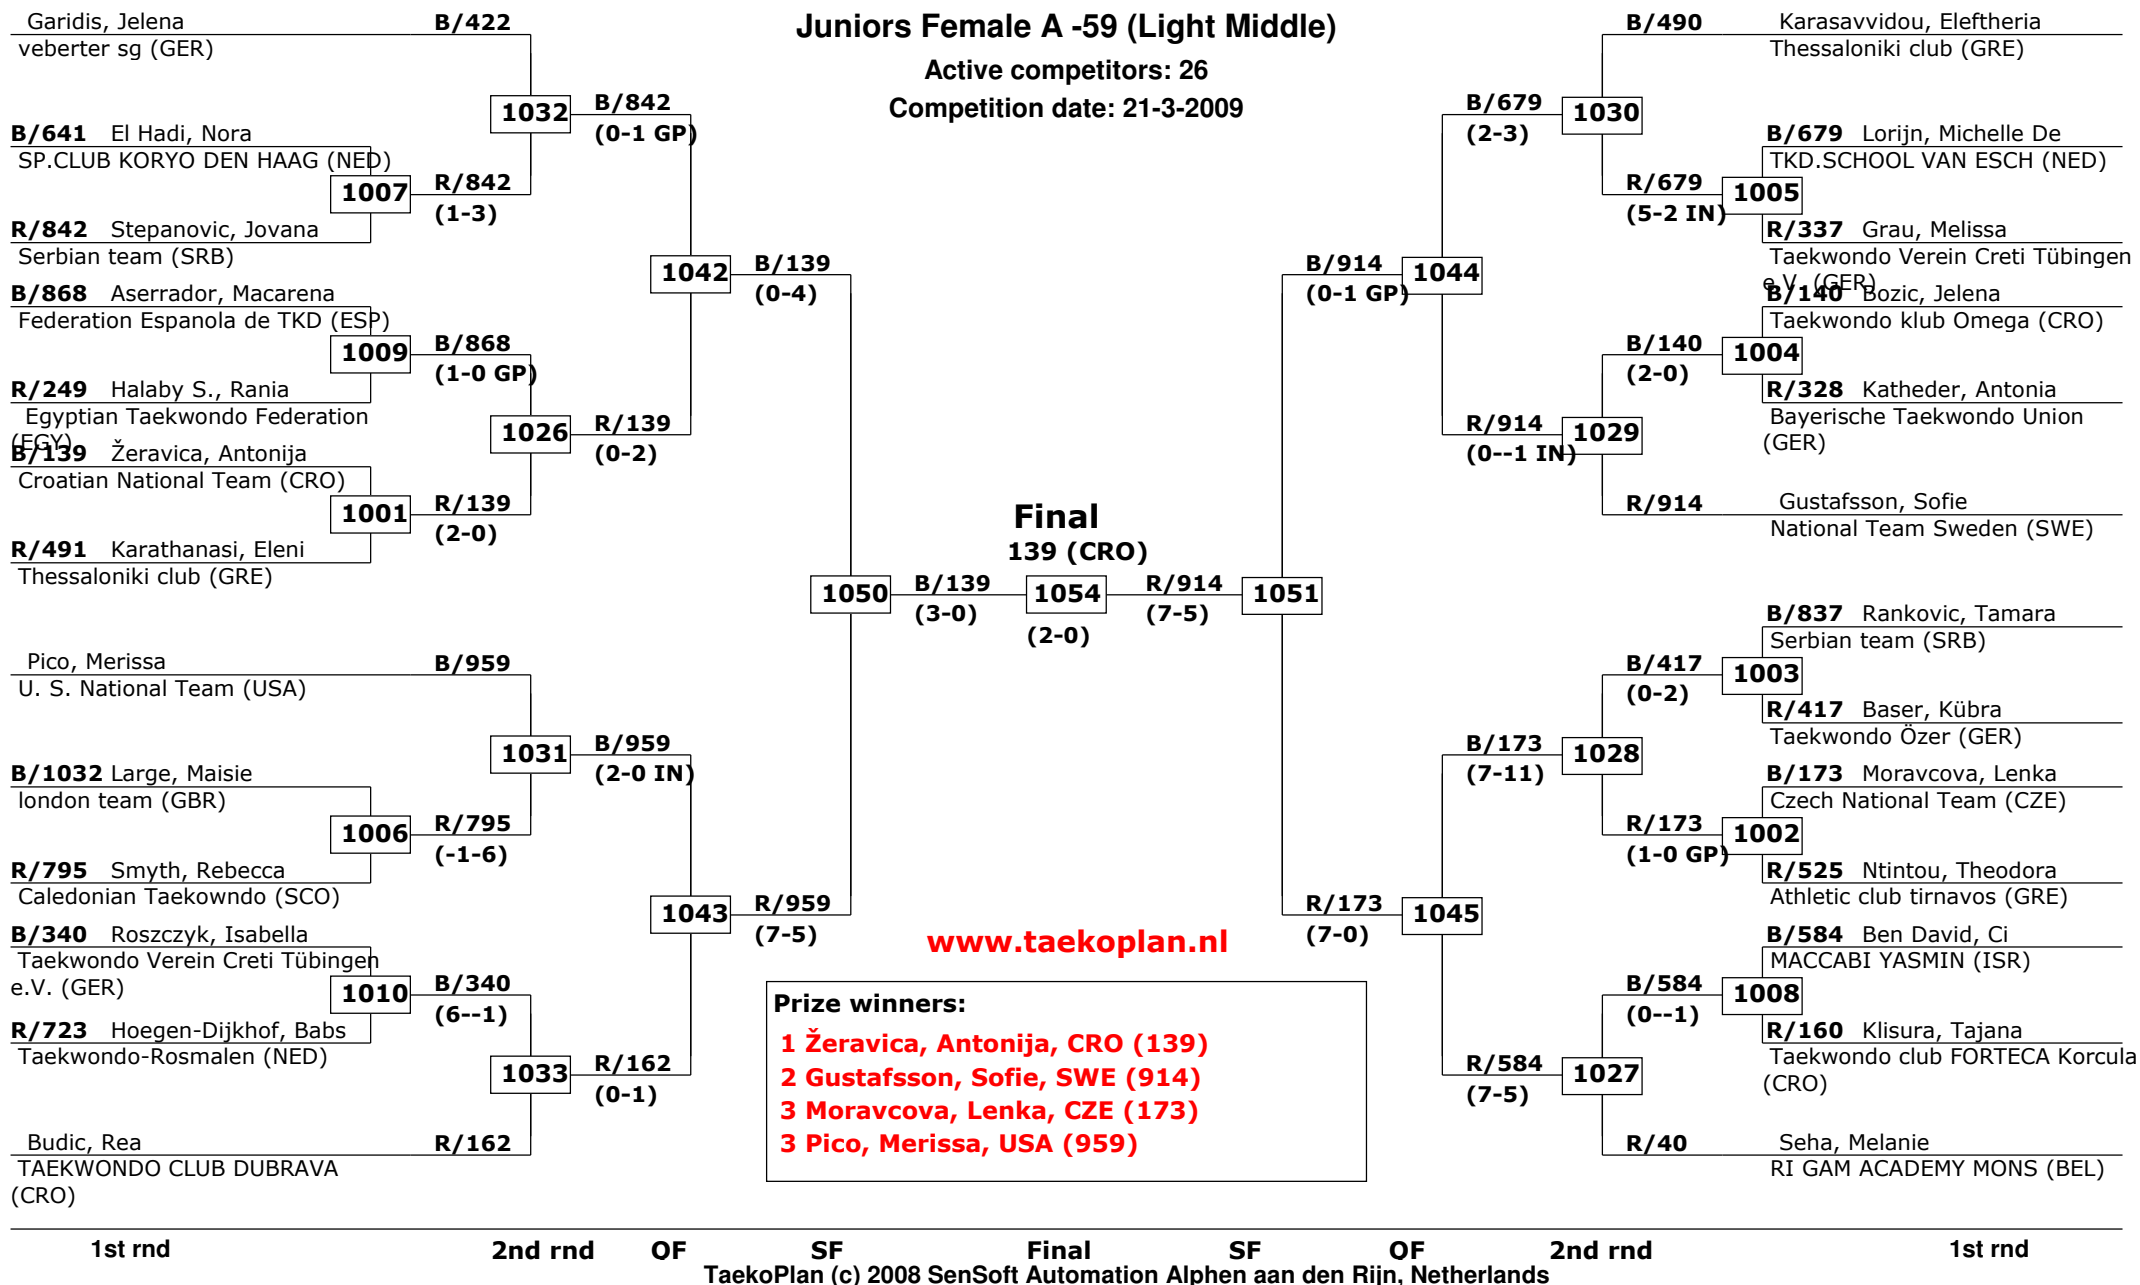 Juniors Female A -59 (Light Middle)
Active competitors: 26
Competition date: 21-3-2009
Garidis, Jelena
veberter sg (GER)
B/422
B/641 El Hadi, Nora
SP.CLUB KORYO DEN HAAG (NED)
1007
R/842 Stepanovic, Jovana
Serbian team (SRB)
R/842
(1-3)
1032
B/842
(0-1 GP)
B/868 Aserrador, Macarena
Federation Espanola de TKD (ESP)
1009
R/249 Halaby S., Rania
Egyptian Taekwondo Federation
(EGY)
B/868
(1-0 GP)
B/139 Žeravica, Antonija
Croatian National Team (CRO)
1001
R/491 Karathanasi, Eleni
Thessaloniki club (GRE)
R/139
(2-0)
1026
R/139
(0-2)
1042
B/139
(0-4)
Pico, Merissa
U. S. National Team (USA)
B/959
B/1032 Large, Maisie
london team (GBR)
1006
R/795 Smyth, Rebecca
Caledonian Taekowndo (SCO)
R/795
(-1-6)
1031
B/959
(2-0 IN)
B/340 Roszczyk, Isabella
Taekwondo Verein Creti Tübingen
e.V. (GER)
1010
R/723 Hoegen-Dijkhof, Babs
Taekwondo-Rosmalen (NED)
B/340
(6--1)
1033
R/162
(0-1)
Budic, Rea
TAEKWONDO CLUB DUBRAVA
(CRO)
R/162
1043
R/959
(7-5)
1050
B/139
(3-0)
Final
139 (CRO)
1054
(2-0)
R/914
(7-5)
1051
B/914
(0-1 GP)
1044
B/679
(2-3)
1030
B/490
Karasavvidou, Eleftheria
Thessaloniki club (GRE)
R/679
(5-2 IN)
1005
B/679 Lorijn, Michelle De
TKD.SCHOOL VAN ESCH (NED)
R/337 Grau, Melissa
Taekwondo Verein Creti Tübingen
e.V. (GER)
R/914
(0--1 IN)
1029
B/140
(2-0)
1004
B/140 Bozic, Jelena
Taekwondo klub Omega (CRO)
R/328 Katheder, Antonia
Bayerische Taekwondo Union
(GER)
R/914
Gustafsson, Sofie
National Team Sweden (SWE)
R/173
(7-0)
1045
B/173
(7-11)
1028
B/417
(0-2)
1003
B/837 Rankovic, Tamara
Serbian team (SRB)
R/417 Baser, Kübra
Taekwondo Özer (GER)
R/173
(1-0 GP)
1002
B/173 Moravcova, Lenka
Czech National Team (CZE)
R/525 Ntintou, Theodora
Athletic club tirnavos (GRE)
R/584
(7-5)
1027
B/584
(0--1)
1008
B/584 Ben David, Ci
MACCABI YASMIN (ISR)
R/160 Klisura, Tajana
Taekwondo club FORTECA Korcula
(CRO)
R/40
Seha, Melanie
RI GAM ACADEMY MONS (BEL)
www.taekoplan.nl
Prize winners:
1 Žeravica, Antonija, CRO (139)
2 Gustafsson, Sofie, SWE (914)
3 Moravcova, Lenka, CZE (173)
3 Pico, Merissa, USA (959)
1st rnd 2nd rnd QF SF Final SF QF 2nd rnd 1st rnd
TaekoPlan (c) 2008 SenSoft Automation Alphen aan den Rijn, Netherlands